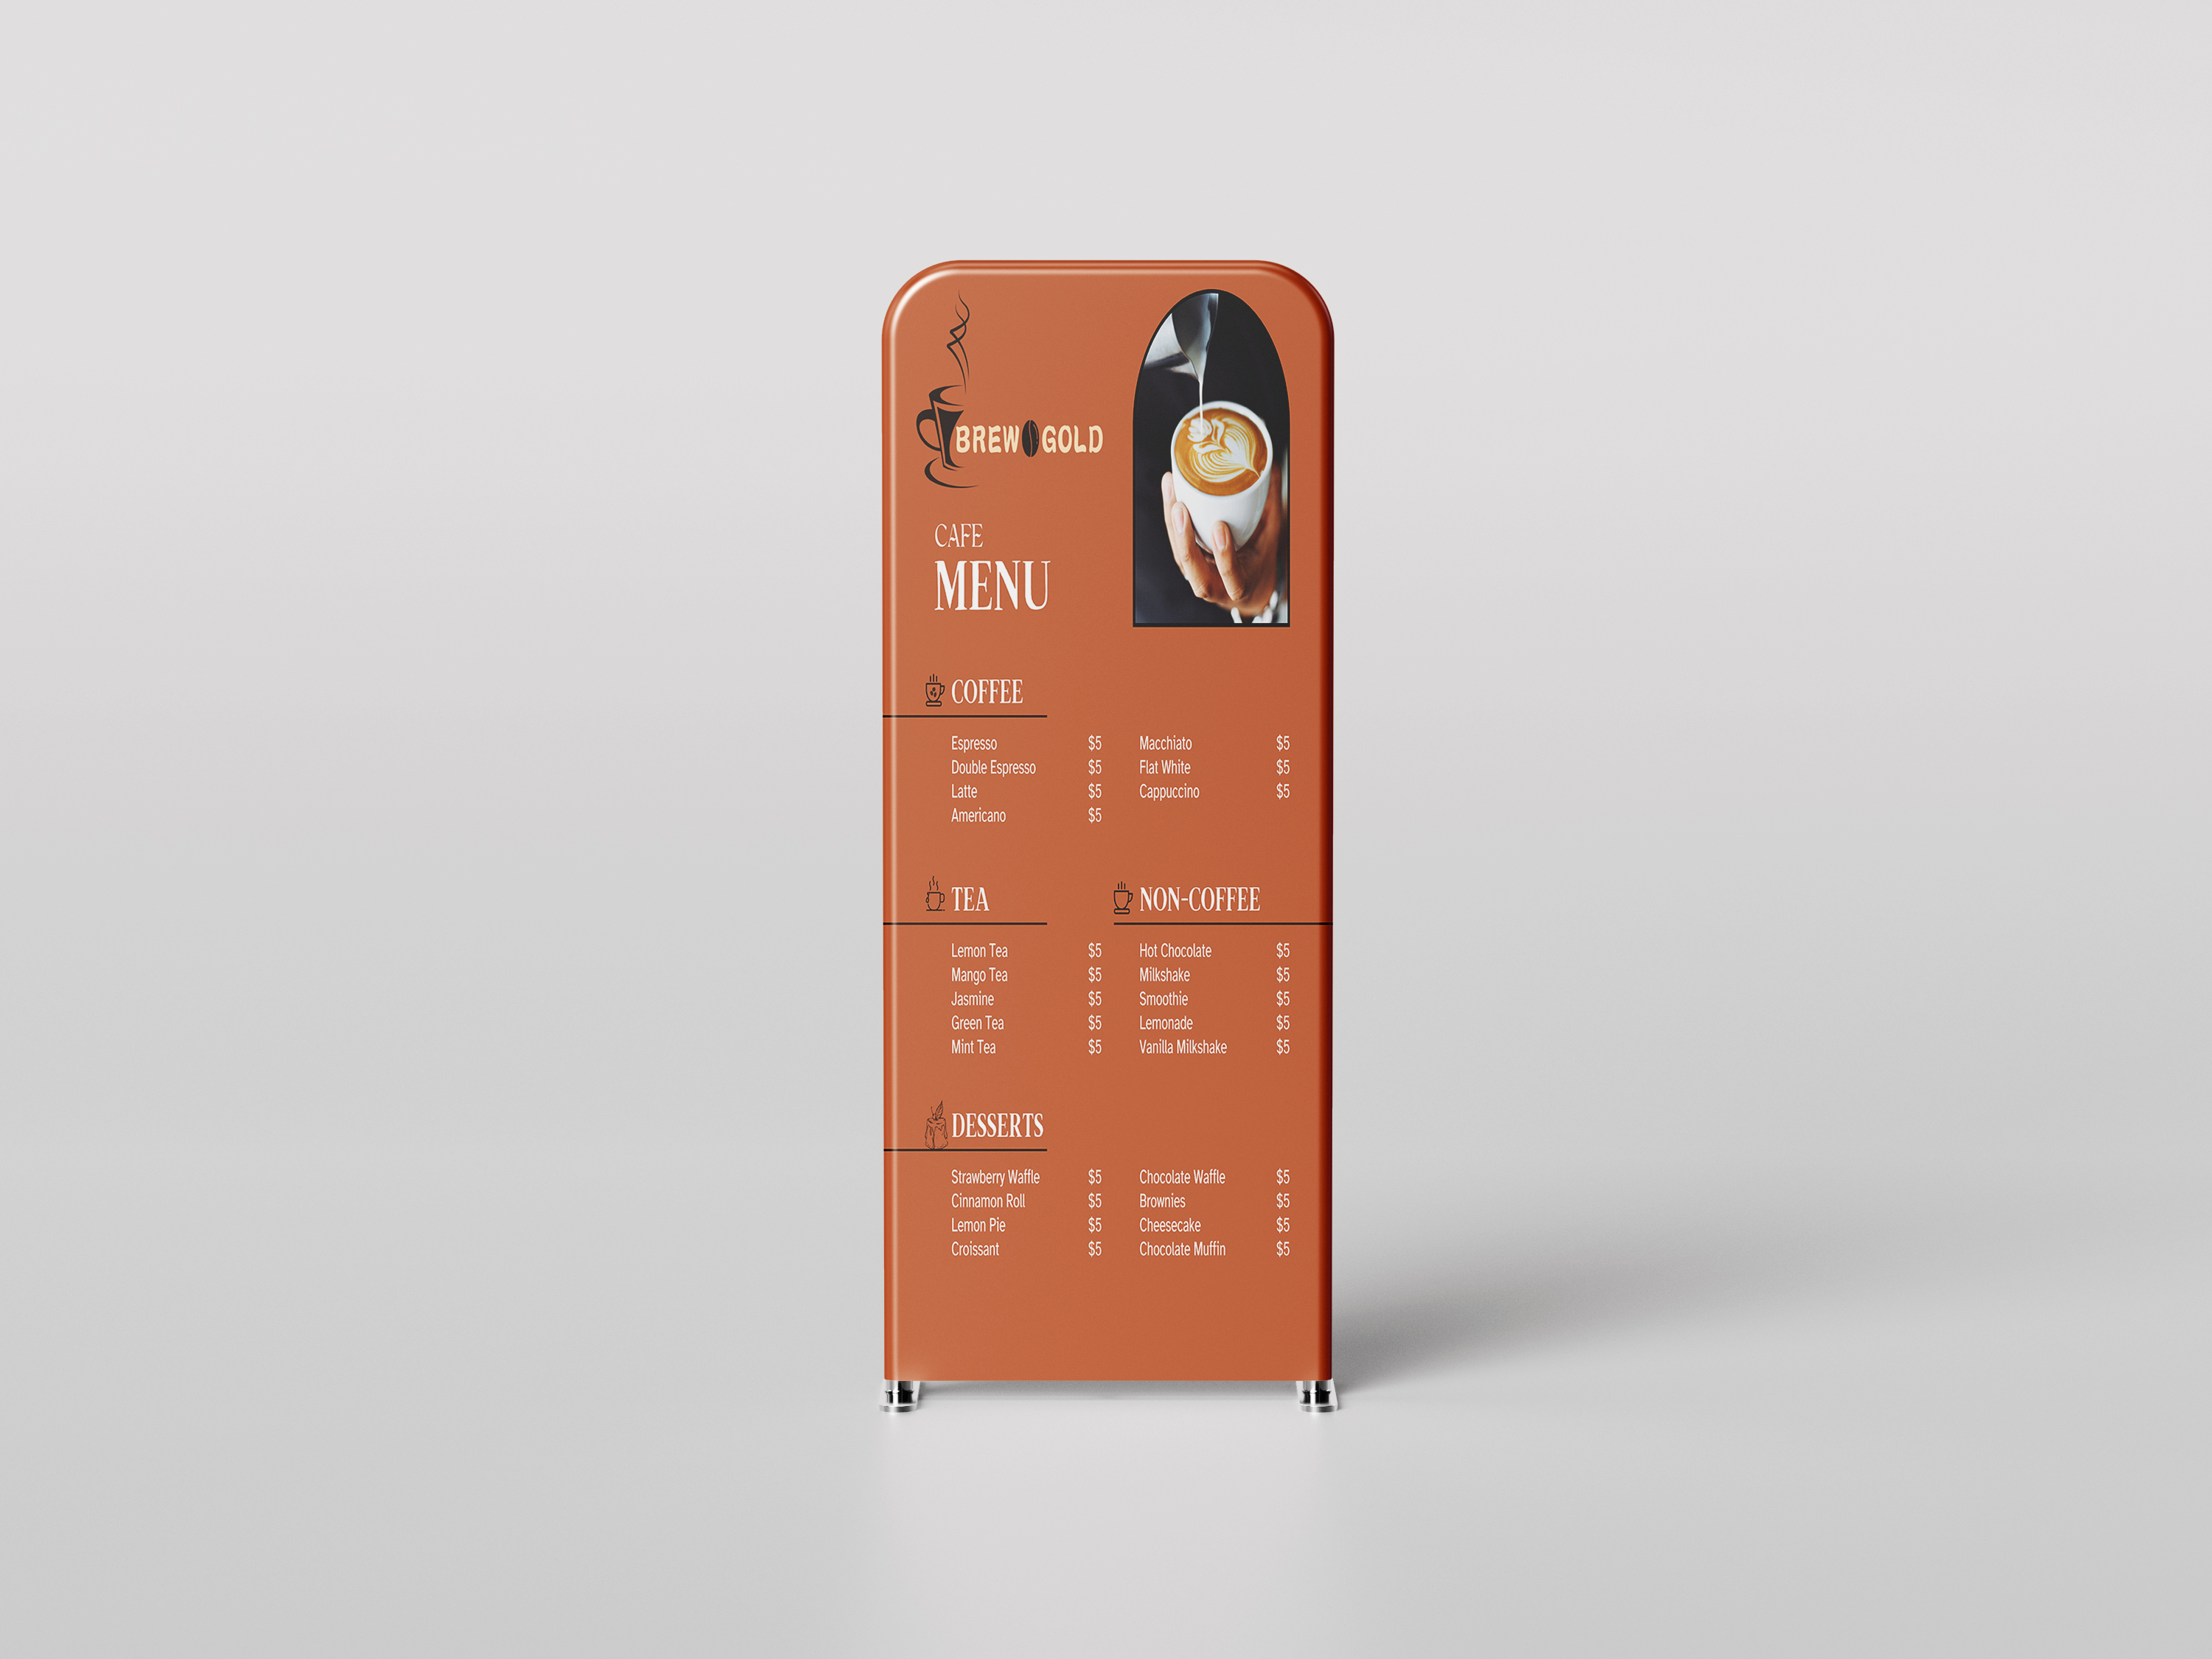 BREW GOLD
CAFE
MENU
COFFEE
Espresso $5
Double Espresso $5
Latte $5
Americano $5
Macchiato $5
Flat White $5
Cappuccino $5
TEA
Lemon Tea $5
Mango Tea $5
Jasmine $5
Green Tea $5
Mint Tea $5
NON-COFFEE
Hot Chocolate $5
Milkshake $5
Smoothie $5
Lemonade $5
Vanilla Milkshake $5
DESSERTS
Strawberry Waffle $5
Cinnamon Roll $5
Lemon Pie $5
Croissant $5
Chocolate Waffle $5
Brownies $5
Cheesecake $5
Chocolate Muffin $5